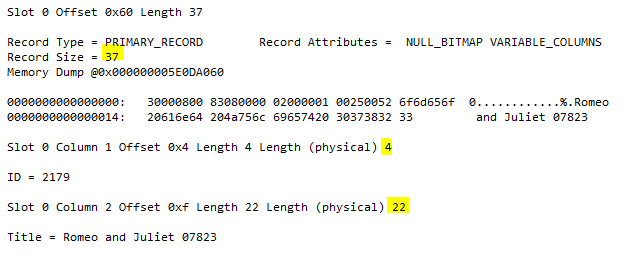 Slot 0 Offset 0x60 Length 37
Record Type = PRIMARY_RECORD        Record Attributes =  NULL_BITMAP VARIABLE_COLUMNS
Record Size = 37
Memory Dump @0x000000005E0DA060
0000000000000000:   30000800 83080000 02000001 00250052 6f6d656f  0............%.Romeo
0000000000000014:   20616e64 204a756c 69657420 30373832 33         and Juliet 07823
Slot 0 Column 1 Offset 0x4 Length 4 Length (physical) 4
ID = 2179
Slot 0 Column 2 Offset 0xf Length 22 Length (physical) 22
Title = Romeo and Juliet 07823